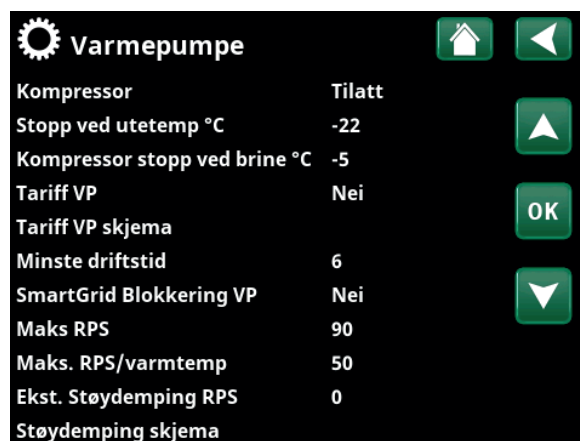 Varmepumpe
Kompressor Tilatt
Stopp ved utetemp °C -22
Kompressor stopp ved brine °C -5
Tariff VP Nei
Tariff VP skjema
OK
Minste driftstid 6
SmartGrid Blokkering VP Nei
Maks RPS 90
Maks. RPS/varmtemp 50
Ekst. Støydemping RPS 0
Støydemping skjema